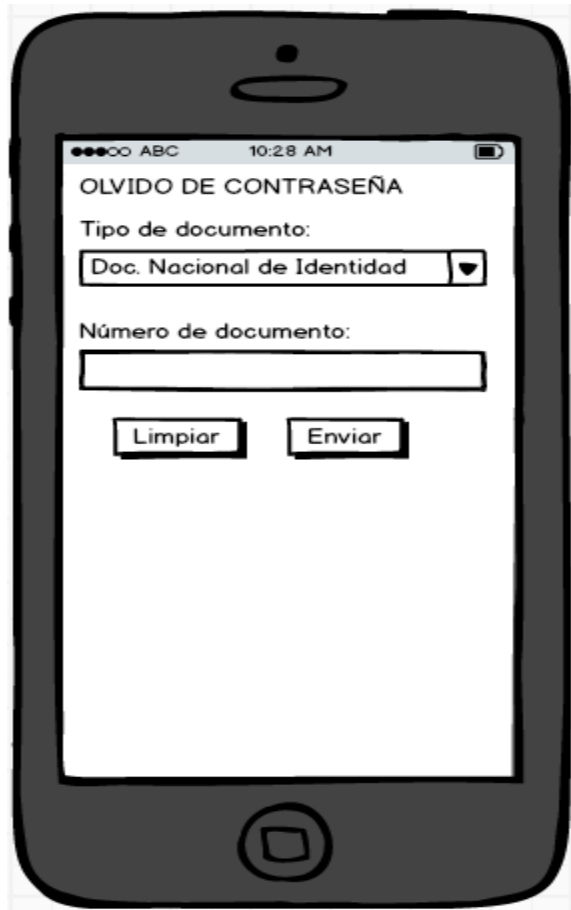 ABC 10:28 AM
OLVIDO DE CONTRASEÑA
Tipo de documento:
Doc. Nacional de Identidad
Número de documento:
Limpiar Enviar